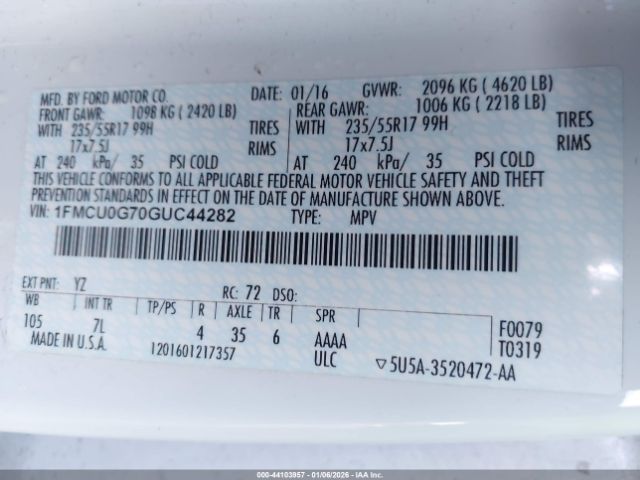 MFD. BY FORD MOTOR CO. DATE: 01/16 GVWR: 2096 KG ( 4620 LB)
FRONT GAWR: 1098 KG ( 2420 LB) REAR GAWR: 1006 KG ( 2218 LB)
WITH 235/55R17 99H TIRES WITH 235/55R17 99H TIRES
17x7.5J RIMS 17x7.5J RIMS
AT 240 kPa/ 35 PSI COLD AT 240 kPa/ 35 PSI COLD
THIS VEHICLE CONFORMS TO ALL APPLICABLE FEDERAL MOTOR VEHICLE SAFETY AND THEFT
PREVENTION STANDARDS IN EFFECT ON THE DATE OF MANUFACTURE SHOWN ABOVE.
VIN: 1FMCU0G70GUC44282 TYPE: MPV
EXT PNT: YZ RC: 72 DSO:
WB INT TR TP/PS R AXLE TR SPR
105 7L 4 35 6 AAAA F0079
MADE IN U.S.A. 1201601217357 ULC T0319
▽5U5A-3520472-AA
000-44103957 - 01/06/2026 - IAA Inc.